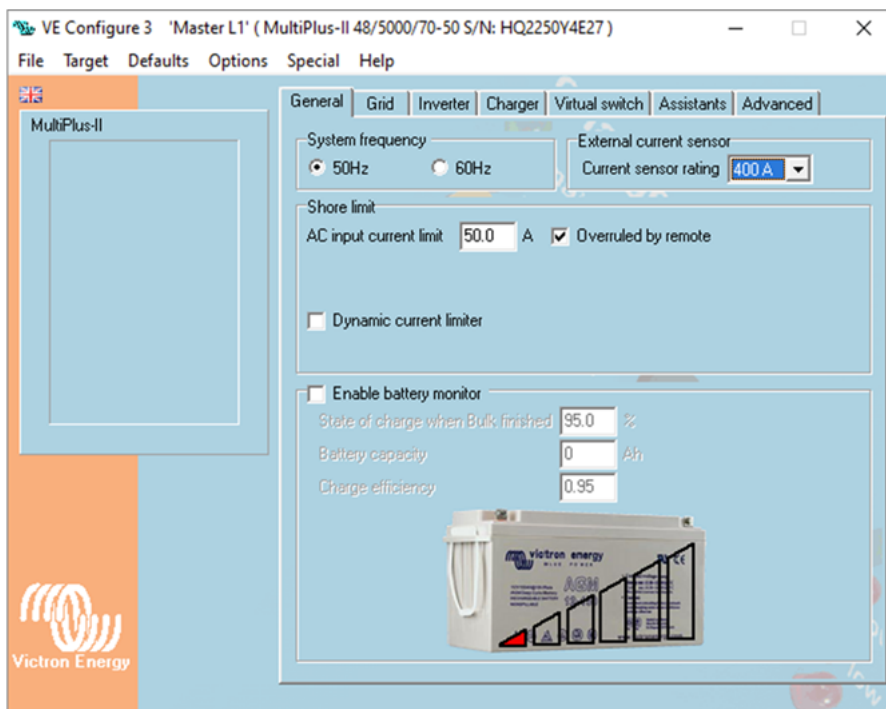 VE Configure 3 'Master L1' ( MultiPlus-II 48/5000/70-50 S/N: HQ2250Y4E27 )
File Target Defaults Options Special Help
General Grid Inverter Charger Virtual switch Assistants Advanced
MultiPlus-II
System frequency
50Hz 60Hz
External current sensor
Current sensor rating 400 A
Shore limit
AC input current limit 50.0 A Overruled by remote
Dynamic current limiter
Enable battery monitor
State of charge when Bulk finished 95.0 %
Battery capacity 0 Ah
Charge efficiency 0.95
victron energy
BLUE POWER
AGM
Victron Energy